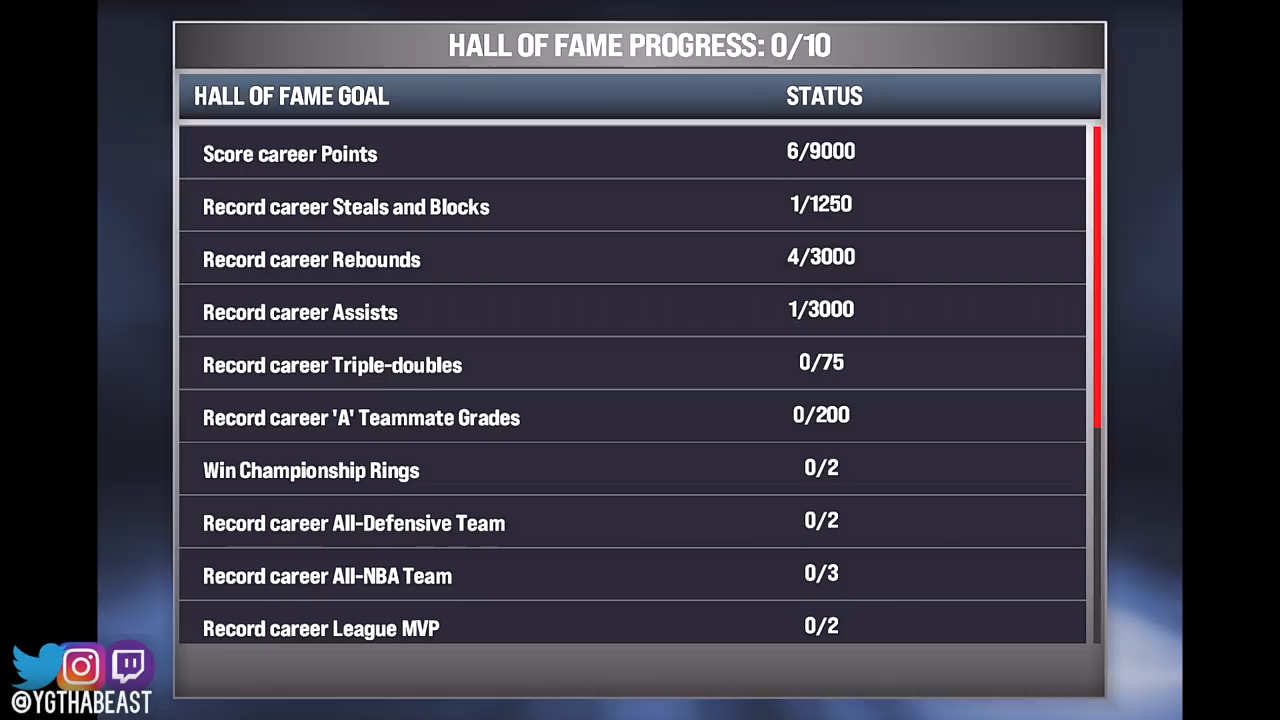 HALL OF FAME PROGRESS: 0/10
HALL OF FAME GOAL STATUS
Score career Points 6/9000
Record career Steals and Blocks 1/1250
Record career Rebounds 4/3000
Record career Assists 1/3000
Record career Triple-doubles 0/75
Record career 'A' Teammate Grades 0/200
Win Championship Rings 0/2
Record career All-Defensive Team 0/2
Record career All-NBA Team 0/3
Record career League MVP 0/2
@YGTHABEAST